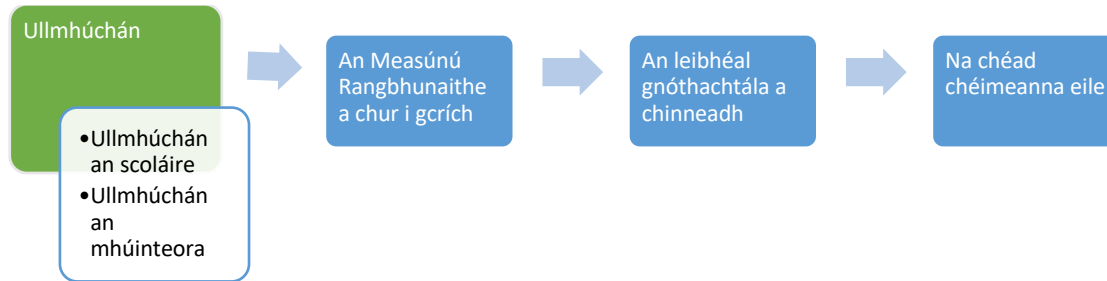 Ullmhúchán
•Ullmhúchán
an scoláire
•Ullmhúchán
an
mhúinteora
An Measúnú
Rangbhunaithe
a chur i gcrích
An leibhéal
gnóthachtála a
chinneadh
Na chéad
chéimeanna eile